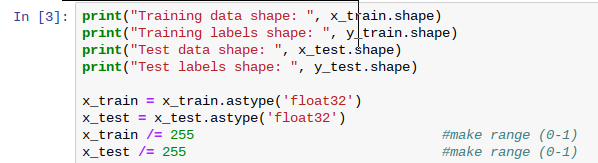 In [3]: print("Training data shape: ", x_train.shape)
print("Training labels shape: ", y_train.shape)
print("Test data shape: ", x_test.shape)
print("Test labels shape: ", y_test.shape)
x_train = x_train.astype('float32')
x_test = x_test.astype('float32')
x_train /= 255 #make range (0-1)
x_test /= 255 #make range (0-1)